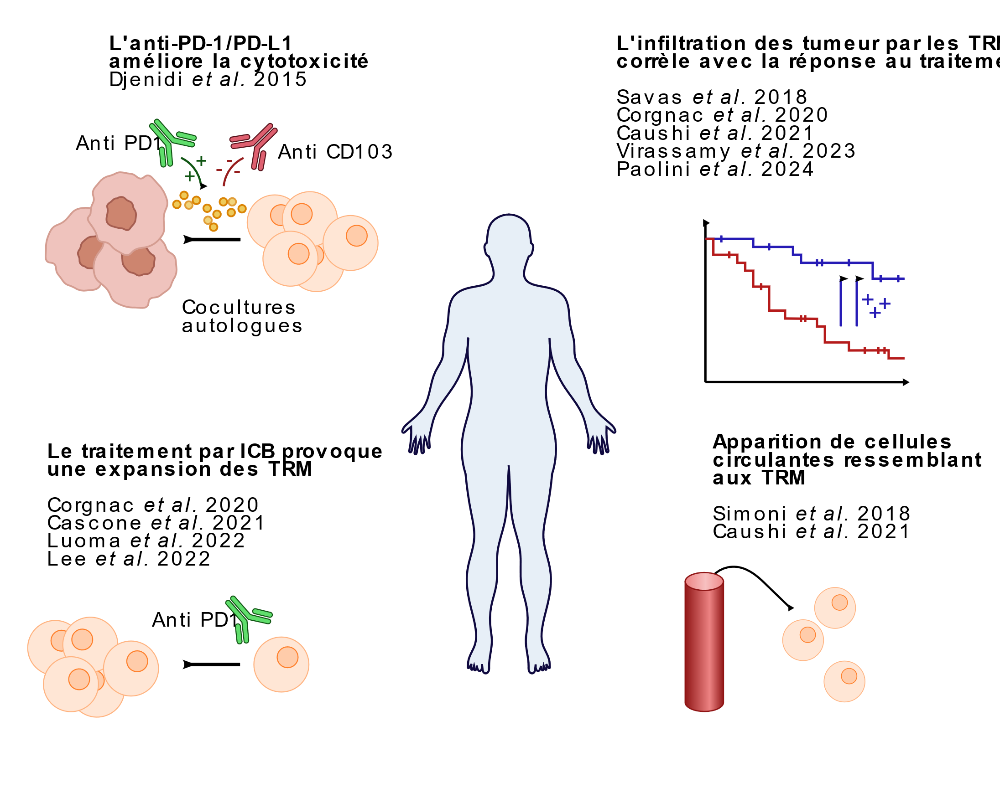 L'anti-PD-1/PD-L1
améliore la cytotoxicité
Djenidi et al. 2015
Anti PD1
+
+
-
-
-
Anti CD103
Cocultures
autologues
L'infiltration des tumeur par les
corrèle avec la réponse au
Savas et al. 2018
Corgnac et al. 2020
Caushi et al. 2021
Virassamy et al. 2023
Paolini et al. 2024
+
+
+
Le traitement par ICB provoque
une expansion des TRM
Corgnac et al. 2020
Cascone et al. 2021
Luoma et al. 2022
Lee et al. 2022
Anti PD1
Apparition de cellules
circulantes ressemblant
aux TRM
Simoni et al. 2018
Caushi et al. 2021